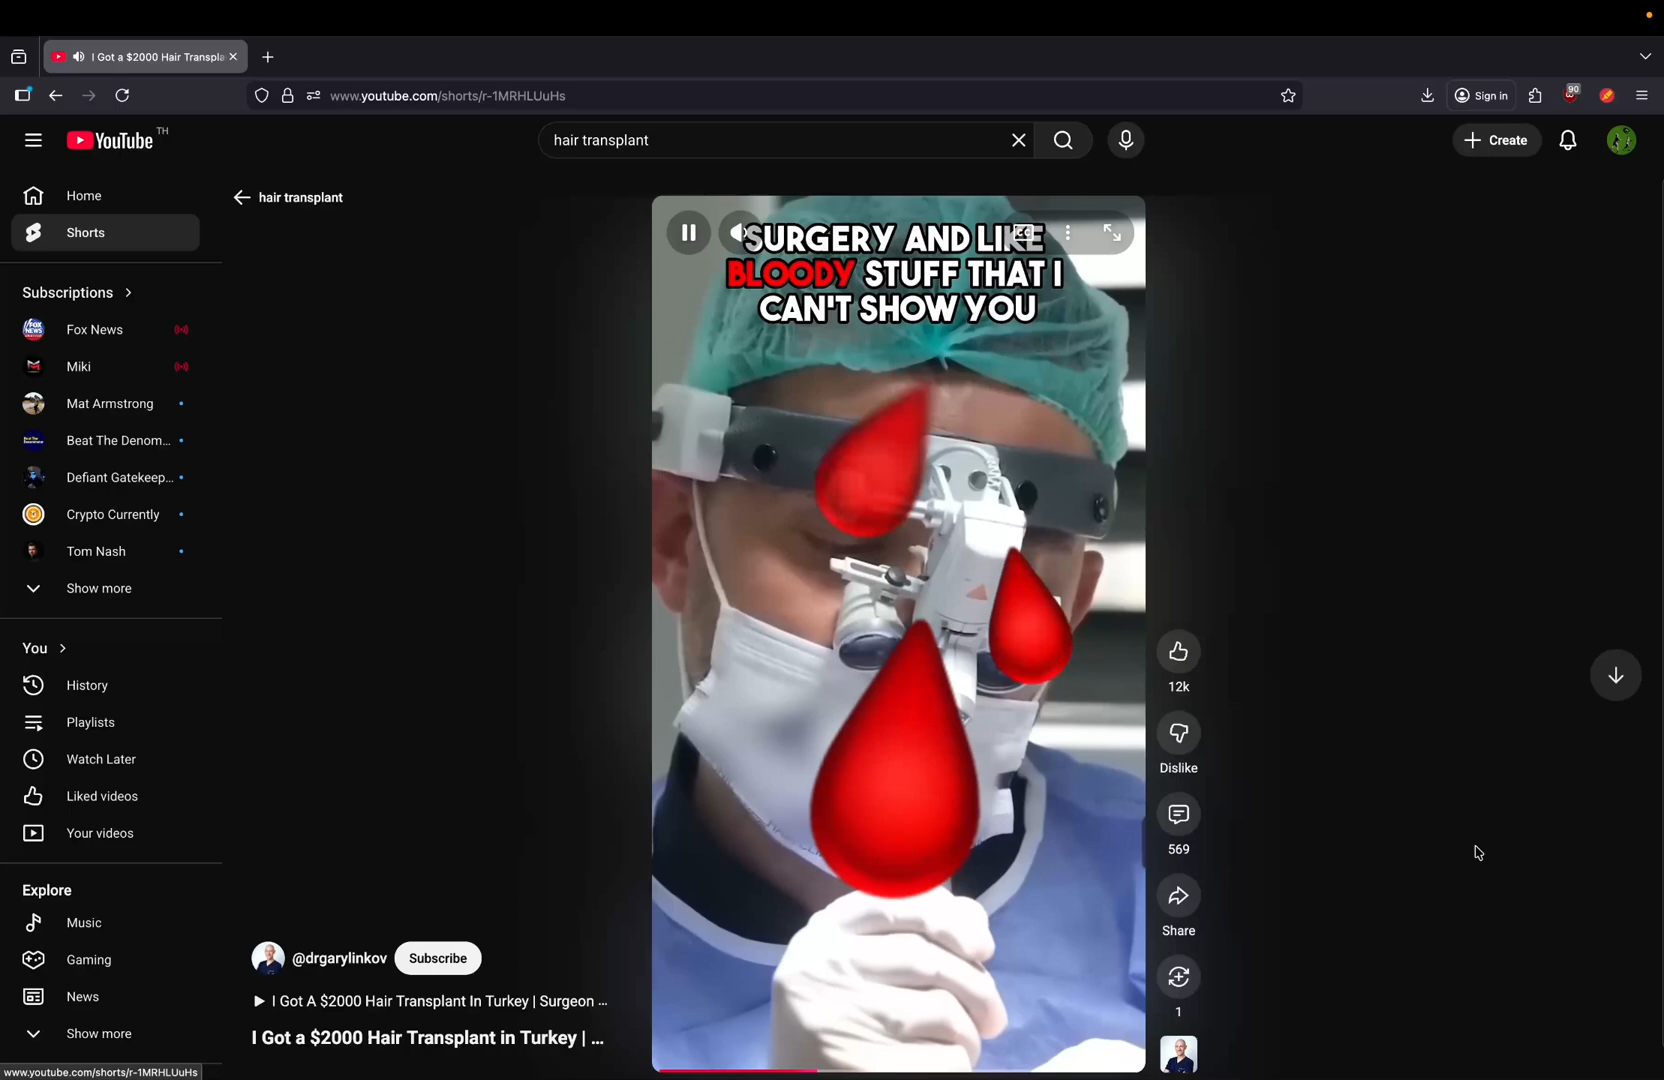 I Got a $2000 Hair Transpla
www.youtube.com/shorts/r-1MRHLUuHs
90
Sign in
YouTube TH
hair transplant
Create
Home
Shorts
Subscriptions
Fox News
Miki
Mat Armstrong
Beat The Denom...
Defiant Gatekeep...
Crypto Currently
Tom Nash
Show more
You
History
Playlists
Watch Later
Liked videos
Your videos
Explore
Music
Gaming
News
Show more
www.youtube.com/shorts/r-1MRHLUuHs
hair transplant
SURGERY AND LIKE
BLOODY STUFF THAT I
CAN'T SHOW YOU
12k
Dislike
569
Share
1
@drgarylinkov
Subscribe
I Got A $2000 Hair Transplant In Turkey | Surgeon ...
I Got a $2000 Hair Transplant in Turkey | ...